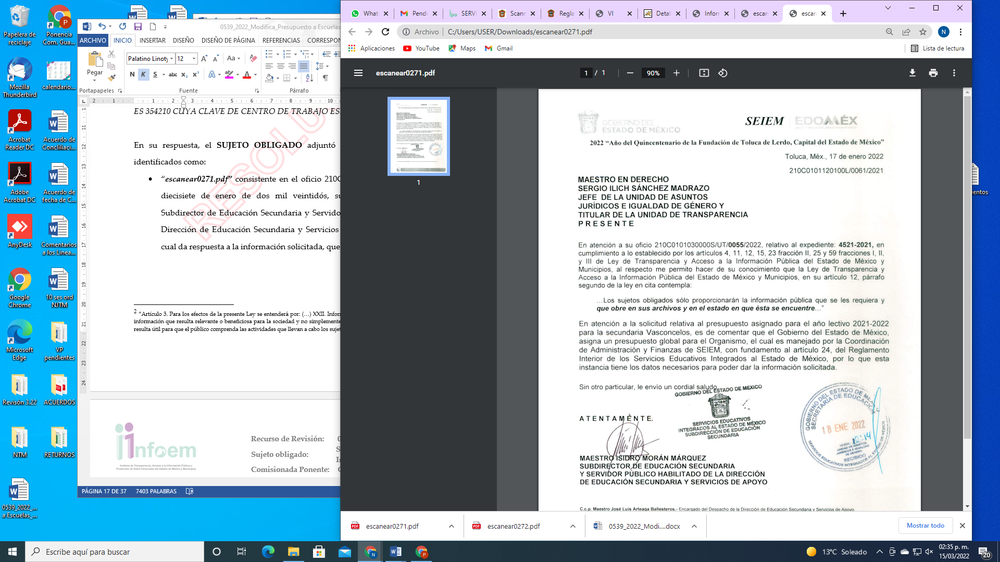 Papelera de reciclaje
Ponencia Com. Gua...
Mozilla Thunderbird
calendario...
Acrobat Reader DC
Acuerdo de Conciliaci...
Adobe Acrobat DC
Acuerdo de fecha de C...
AnyDesk
Comentarios a los Linea...
Google Chrome
10 ses ord NJTM
Microsoft Edge
VP pendientes
Revisón 3.22
ACUERDOS
NTM
RETURNOS
0539_2022_... a Escuelas_...
0539_2022_Modifica_Presupuesto a Escuelas
ARCHIVO INICIO INSERTAR DISEÑO DISEÑO DE PÁGINA REFERENCIAS CORRESPON
Palatino Linoty 12
Pegar
N K S abc x₂ x²
Portapapeles Fuente Párrafo
ES 354210 CUYA CLAVE DE CENTRO DE TRABAJO ES
En su respuesta, el SUJETO OBLIGADO adjuntó
identificados como:
• “escanear0271.pdf” consistente en el oficio 210C
diecisiete de enero de dos mil veintidós, su
Subdirector de Educación Secundaria y Servido
Dirección de Educación Secundaria y Servicios
cual da respuesta a la información solicitada, que
RESOLU
2 “Artículo 3. Para los efectos de la presente Ley se entenderá por: (…) XXII. Infor
información que resulta relevante o beneficiosa para la sociedad y no simplemente
resulta útil para que el público comprenda las actividades que llevan a cabo los sujet
infoem
Instituto de Transparencia, Acceso a la Información Pública y
Protección de Datos Personales del Estado de México y Municipios
Recurso de Revisión: 0
Sujeto obligado:
Comisionada Ponente:
PÁGINA 17 DE 37 7403 PALABRAS
What Pendi SERVI Scann Regla VI Detal Inforr escan escan
Archivo | C:/Users/USER/Downloads/escanear0271.pdf
N
Aplicaciones YouTube Maps Gmail Lista de lectura
escanear0271.pdf 1 / 1 90%
1
GOBIERNO DEL
ESTADO DE MÉXICO
SEIEM EDOMÉX
2022 “Año del Quincentenario de la Fundación de Toluca de Lerdo, Capital del Estado de México”
Toluca, Méx., 17 de enero 2022
210C0101120100L/0061/2021
MAESTRO EN DERECHO
SERGIO ILICH SÁNCHEZ MADRAZO
JEFE DE LA UNIDAD DE ASUNTOS
JURÍDICOS E IGUALDAD DE GÉNERO Y
TITULAR DE LA UNIDAD DE TRANSPARENCIA
P R E S E N T E
En atención a su oficio 210C0101030000S/UT/0055/2022, relativo al expediente: 4521-2021, en
cumplimiento a lo establecido por los artículos 4, 11, 12, 15, 23 fracción II, 25 y 59 fracciones I, II,
y III de Ley de Transparencia y Acceso a la Información Pública del Estado de México y
Municipios, al respecto me permito hacer de su conocimiento que la Ley de Transparencia y
Acceso a la Información Pública del Estado de México y Municipios, en su artículo 12, párrafo
segundo de la ley en cita contempla:
…Los sujetos obligados sólo proporcionarán la información pública que se les requiera y
que obre en sus archivos y en el estado en que ésta se encuentre…”
En atención a la solicitud relativa al presupuesto asignado para el año lectivo 2021-2022
para la secundaria Vasconcelos, es de comentar que el Gobierno del Estado de México,
asigna un presupuesto global para el Organismo, el cual es manejado por la Coordinación
de Administración y Finanzas de SEIEM, con fundamento al artículo 24, del Reglamento
Interior de los Servicios Educativos Integrados al Estado de México, por lo que esta
instancia tiene los datos necesarios para poder dar la información solicitada.
Sin otro particular, le envío un cordial saludo
GOBIERNO DEL ESTADO DE MEXICO
SERVICIOS EDUCATIVOS
INTEGRADOS AL ESTADO DE MÉXICO
SUBDIRECCIÓN DE EDUCACIÓN
SECUNDARIA
A T E N T A M E N T E.
GOBIERNO DEL ESTADO DE
SECRETARÍA DE EDUCACIÓN
18 ENE 2022
HORA: 10:14
UNIDAD DE ASUNTOS
JURÍDICOS E IGUALDAD
DE GÉNERO
RECIBIDO
SERVICIOS EDUCATIVOS INTEGRADOS AL ESTADO DE MÉXICO
MAESTRO ISIDRO MORÁN MÁRQUEZ
SUBDIRECTOR DE EDUCACIÓN SECUNDARIA
Y SERVIDOR PÚBLICO HABILITADO DE LA DIRECCIÓN
DE EDUCACIÓN SECUNDARIA Y SERVICIOS DE APOYO
C.c.p. Maestro José Luis Arteaga Ballesteros.- Encargado del Despacho de la Dirección de Educación Secundaria y Servicios de Apoyo
ientos
escanear0271.pdf escanear0272.pdf 0539_2022_Modi....docx Mostrar todo
Escribe aquí para buscar
13°C Soleado
02:35 p. m.
15/03/2022
20